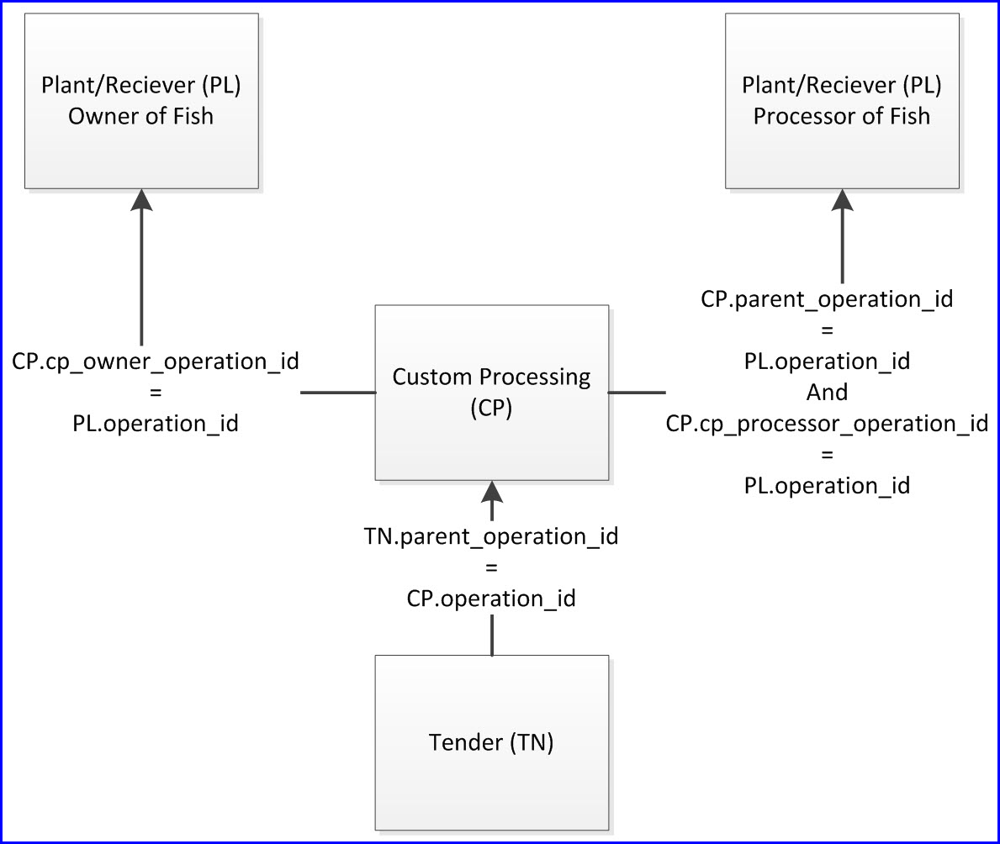 Plant/Reciever (PL)
Owner of Fish
Plant/Reciever (PL)
Processor of Fish
CP.cp_owner_operation_id
=
PL.operation_id
Custom Processing
(CP)
CP.parent_operation_id
=
PL.operation_id
And
CP.cp_processor_operation_id
=
PL.operation_id
TN.parent_operation_id
=
CP.operation_id
Tender (TN)